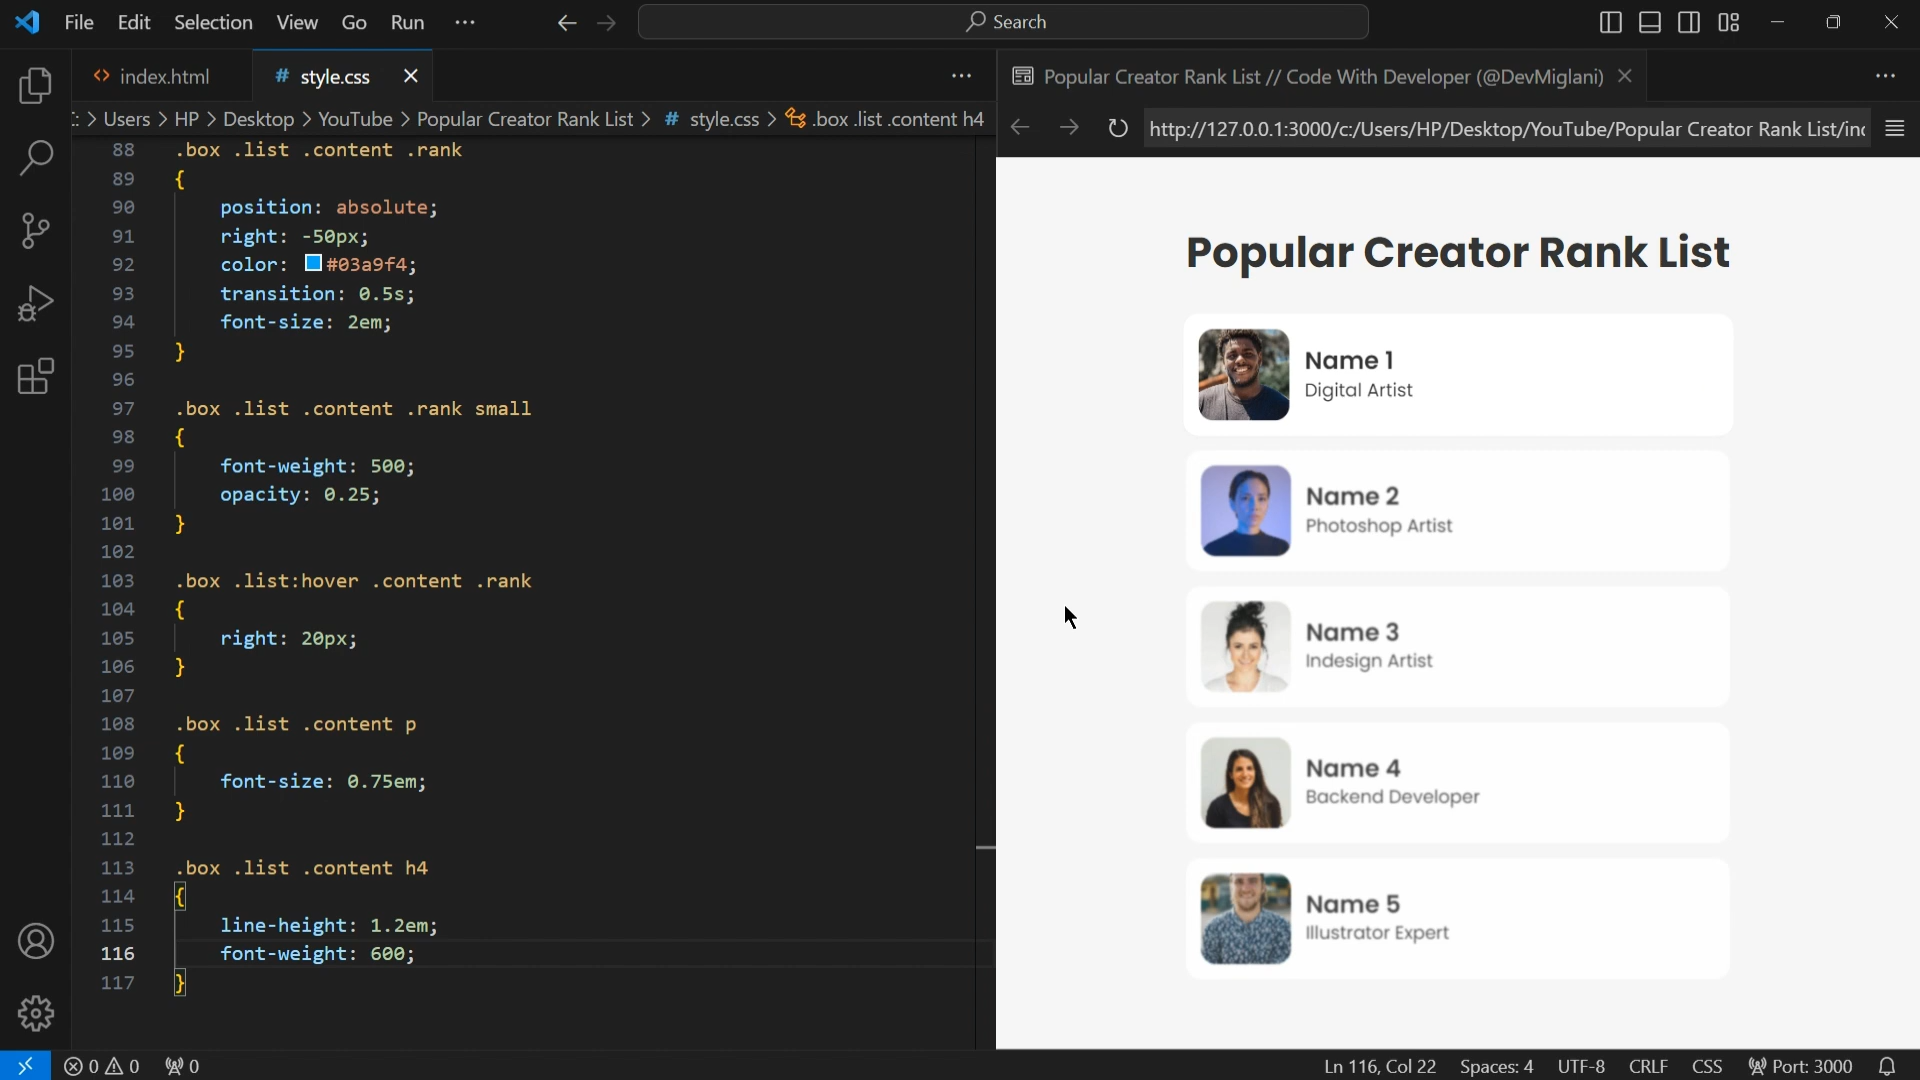 File Edit Selection View Go Run ···
Search
index.html
# style.css
Popular Creator Rank List // Code With Developer (@DevMiglani)
: > Users > HP > Desktop > YouTube > Popular Creator Rank List > # style.css > .box .list .content h4
http://127.0.0.1:3000/c:/Users/HP/Desktop/YouTube/Popular Creator Rank List/in
88 .box .list .content .rank
89 {
90 position: absolute;
91 right: -50px;
92 color: #03a9f4;
93 transition: 0.5s;
94 font-size: 2em;
95 }
96
97 .box .list .content .rank small
98 {
99 font-weight: 500;
100 opacity: 0.25;
101 }
102
103 .box .list:hover .content .rank
104 {
105 right: 20px;
106 }
107
108 .box .list .content p
109 {
110 font-size: 0.75em;
111 }
112
113 .box .list .content h4
114 {
115 line-height: 1.2em;
116 font-weight: 600;
117 }
Popular Creator Rank List
Name 1
Digital Artist
Name 2
Photoshop Artist
Name 3
Indesign Artist
Name 4
Backend Developer
Name 5
Illustrator Expert
0 0 0
Ln 116, Col 22 Spaces: 4 UTF-8 CRLF CSS Port: 3000